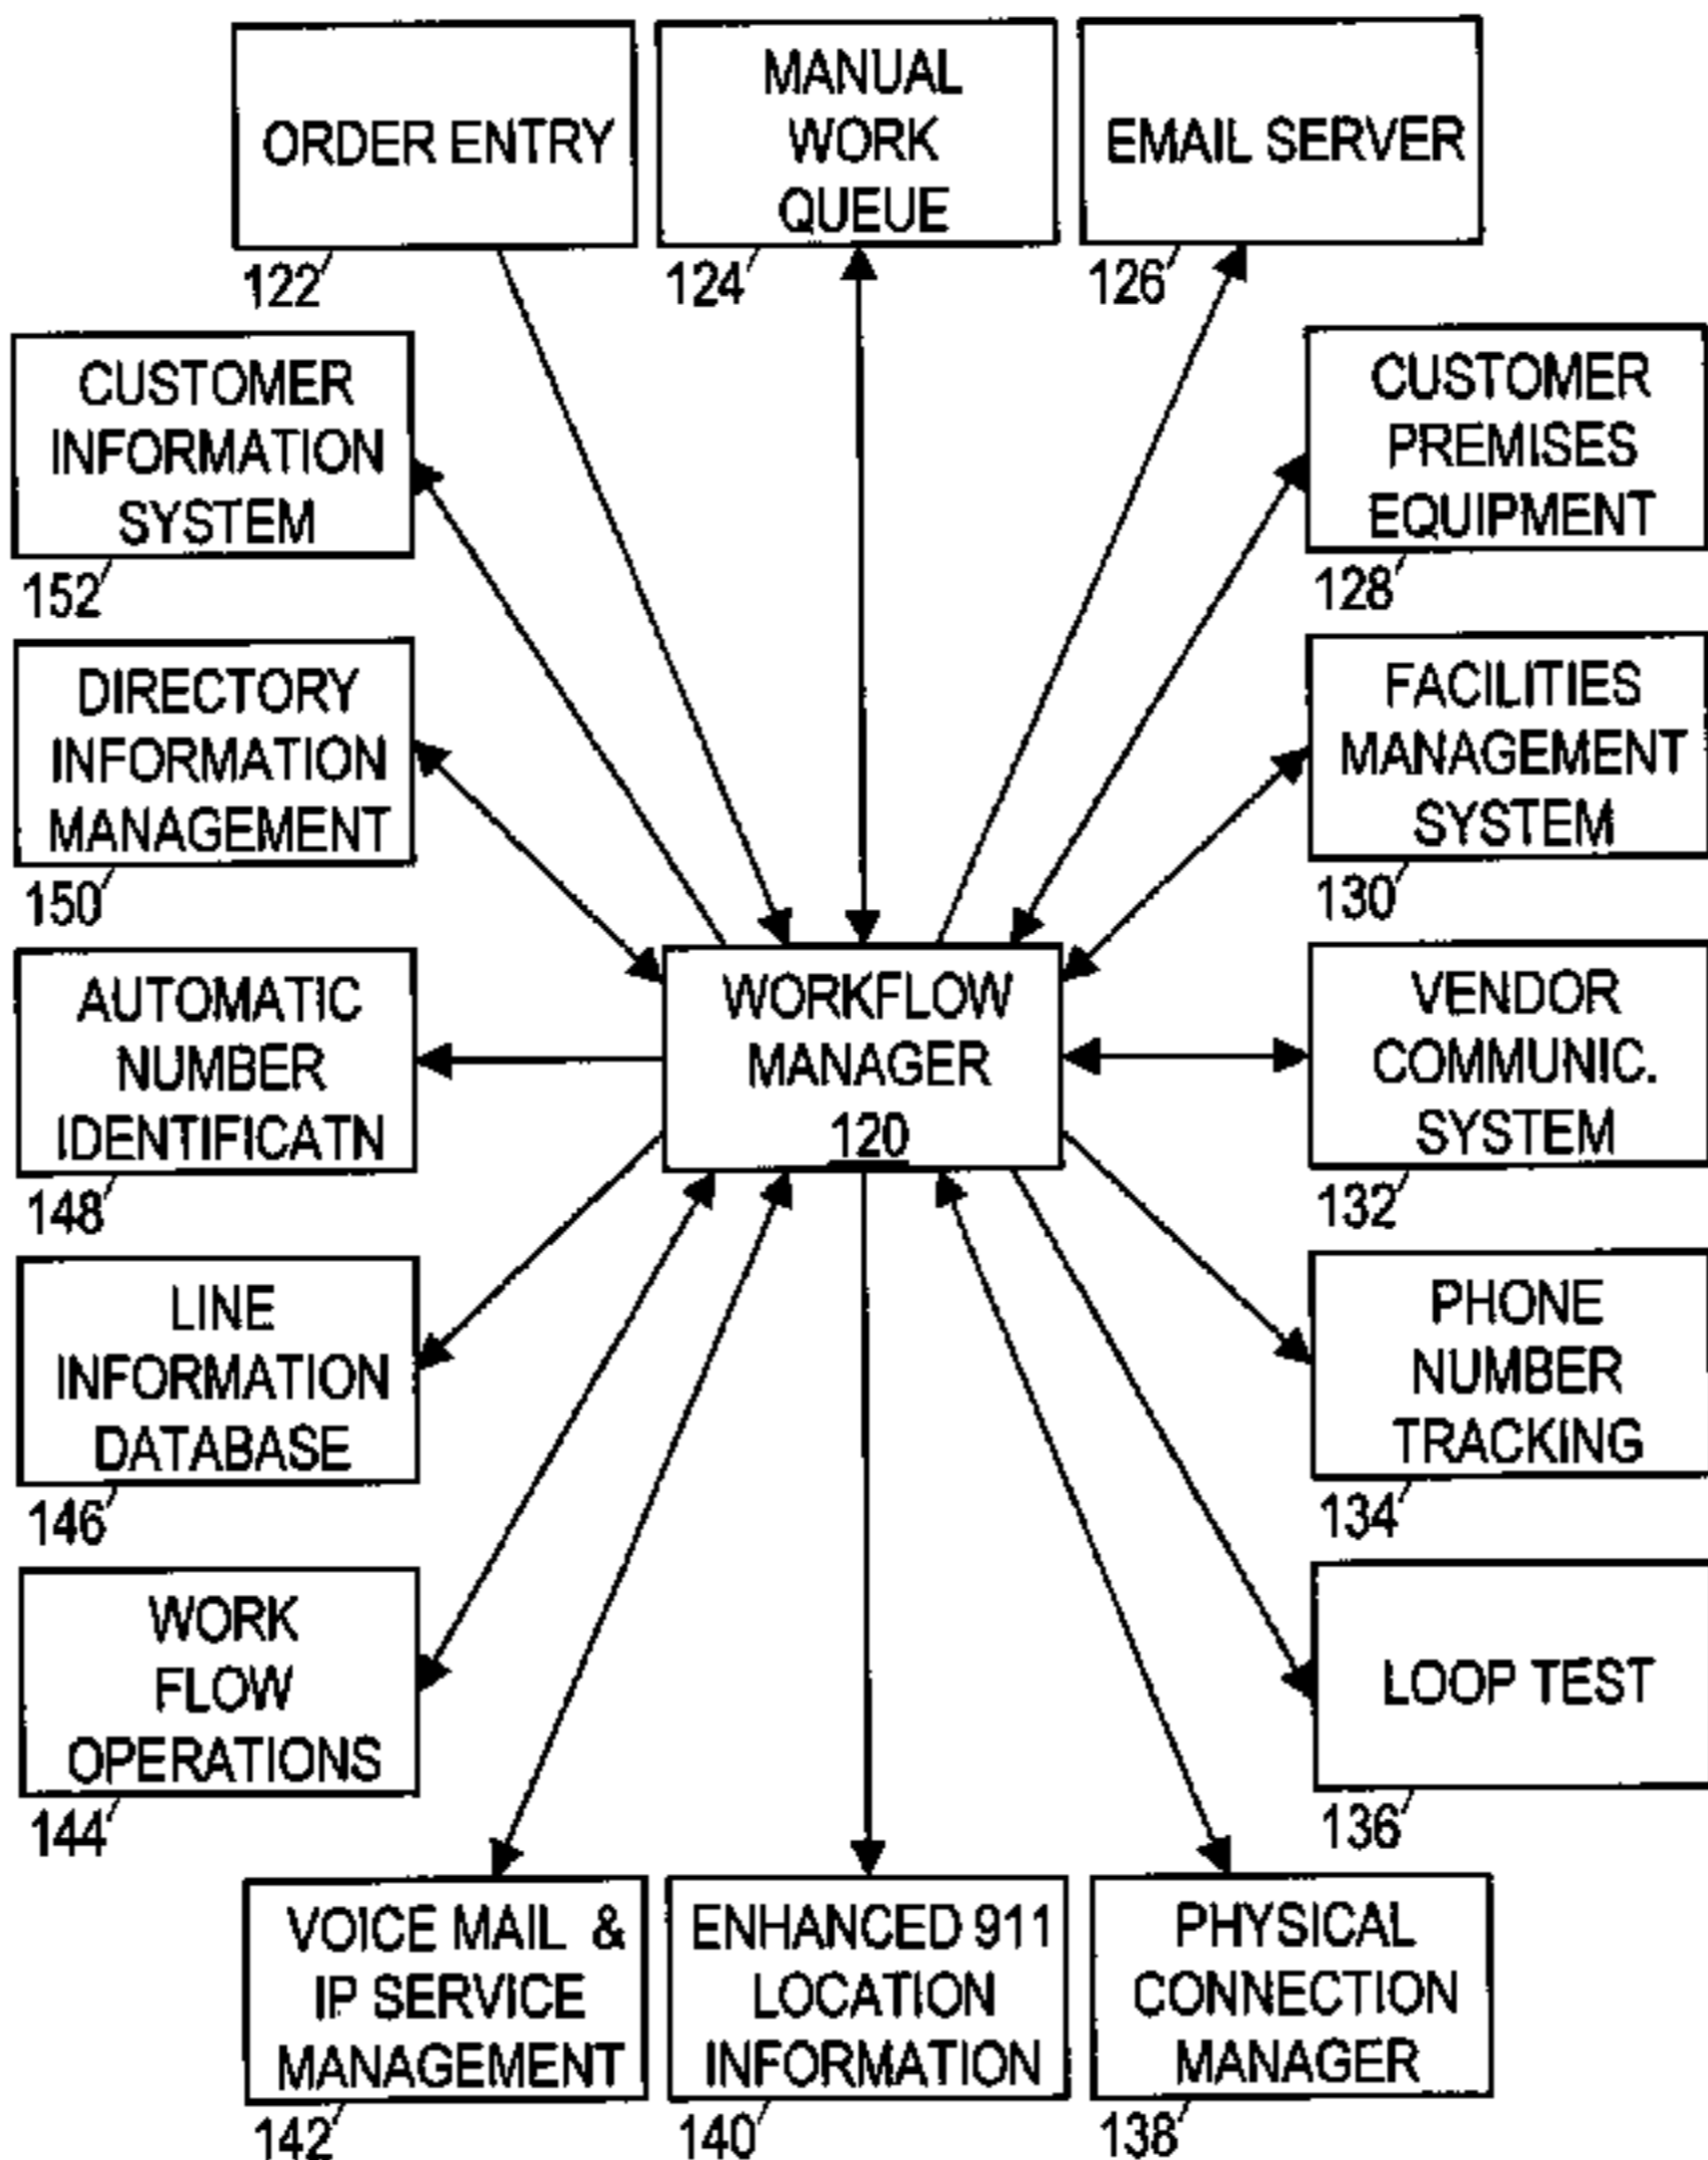 ORDER ENTRY
122
MANUAL
WORK
QUEUE
124
EMAIL SERVER
126
CUSTOMER
INFORMATION
SYSTEM
152
CUSTOMER
PREMISES
EQUIPMENT
128
DIRECTORY
INFORMATION
MANAGEMENT
150
FACILITIES
MANAGEMENT
SYSTEM
130
AUTOMATIC
NUMBER
IDENTIFICATN
148
WORKFLOW
MANAGER
120
VENDOR
COMMUNIC.
SYSTEM
132
LINE
INFORMATION
DATABASE
146
PHONE
NUMBER
TRACKING
134
WORK
FLOW
OPERATIONS
144
LOOP TEST
136
VOICE MAIL &
IP SERVICE
MANAGEMENT
142
ENHANCED 911
LOCATION
INFORMATION
140
PHYSICAL
CONNECTION
MANAGER
138